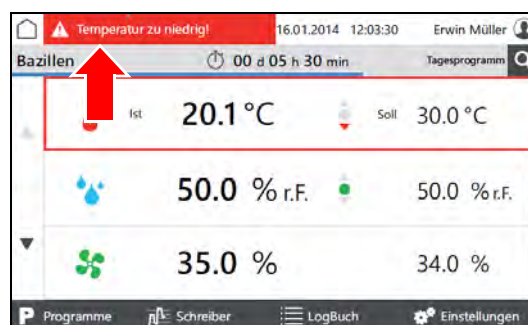 Temperatur zu niedrig! 16.01.2014 12:03:30 Erwin Müller
Bazillen 00 d 05 h 30 min Tagesprogramm
Ist 20.1 °C Soll 30.0 °C
50.0 % r.F. 50.0 % r.F.
35.0 % 34.0 %
P Programme Schreiber LogBuch Einstellungen